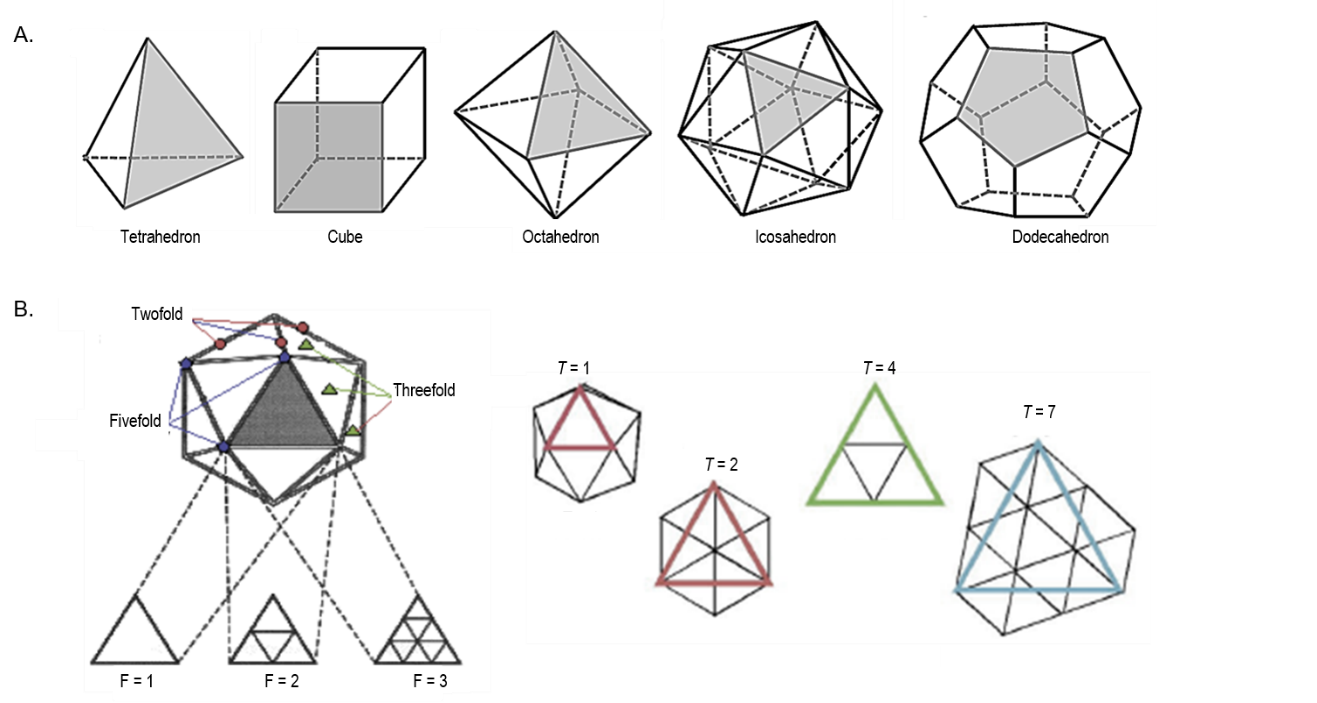 A.
Tetrahedron
Cube
Octahedron
Icosahedron
Dodecahedron
B.
Twofold
Threefold
Fivefold
F = 1
F = 2
F = 3
T = 1
T = 2
T = 4
T = 7